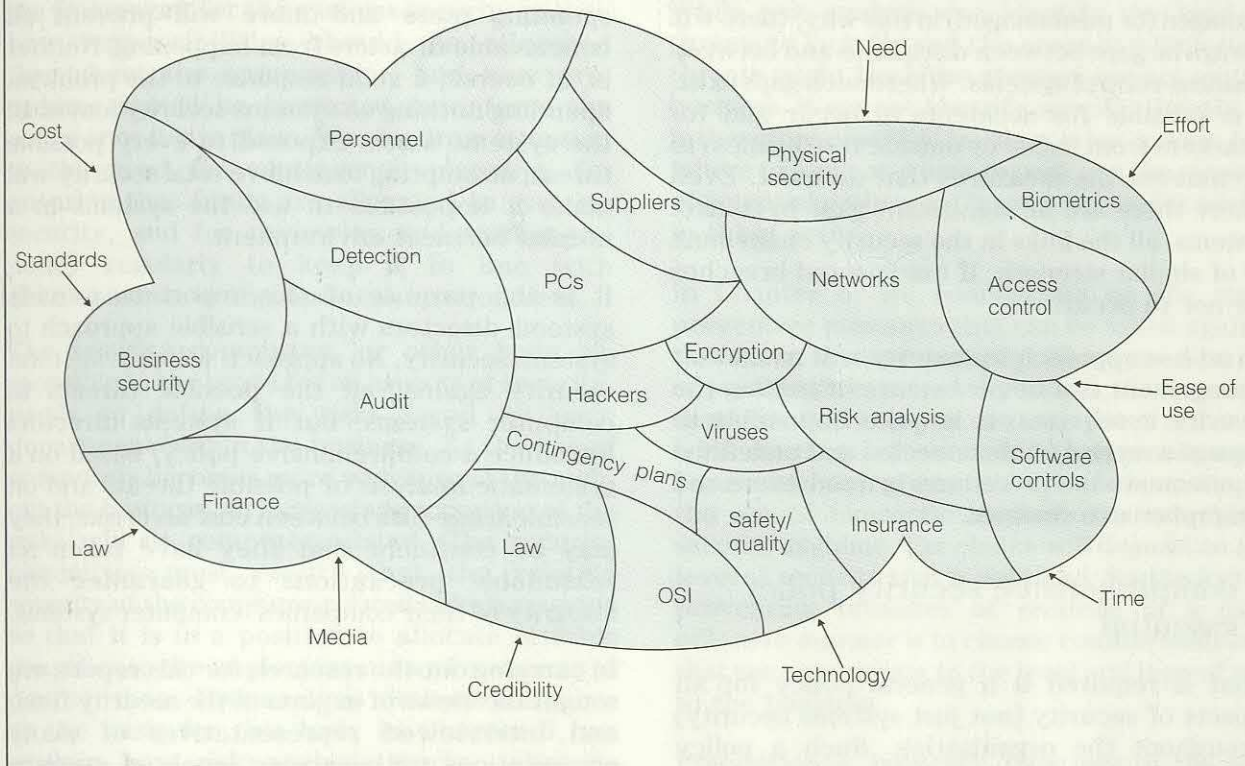 Need
Cost
Effort
Personnel
Physical
security
Suppliers
Biometrics
Standards
Detection
PCs
Networks
Access
control
Business
security
Encryption
Ease of
use
Audit
Hackers
Risk analysis
Viruses
Contingency plans
Software
controls
Finance
Law
Safety/
quality
Insurance
Law
OSI
Time
Media
Technology
Credibility